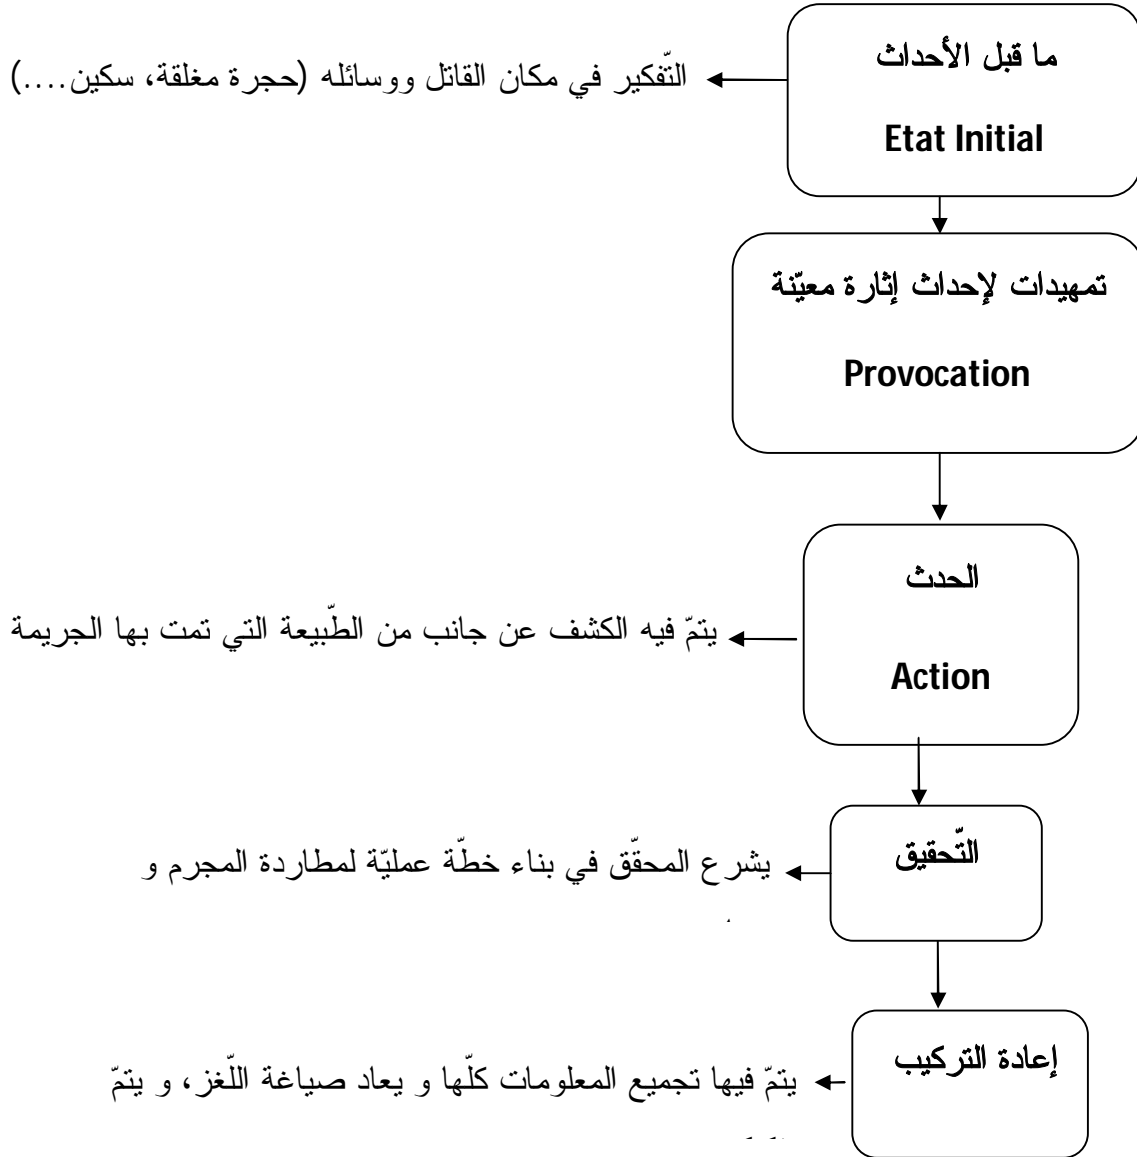 ما قبل الأحداث
Etat Initial
التّفكير في مكان القاتل ووسائله (حجرة مغلقة، سكين....)
تمهيدات لإحداث إثارة معيّنة
Provocation
الحدث
Action
يتمّ فيه الكشف عن جانب من الطّبيعة التي تمت بها الجريمة
التّحقيق
يشرع المحقّق في بناء خطّة عمليّة لمطاردة المجرم و
إعادة التركيب
يتمّ فيها تجميع المعلومات كلّها و يعاد صياغة اللّغز، و يتمّ